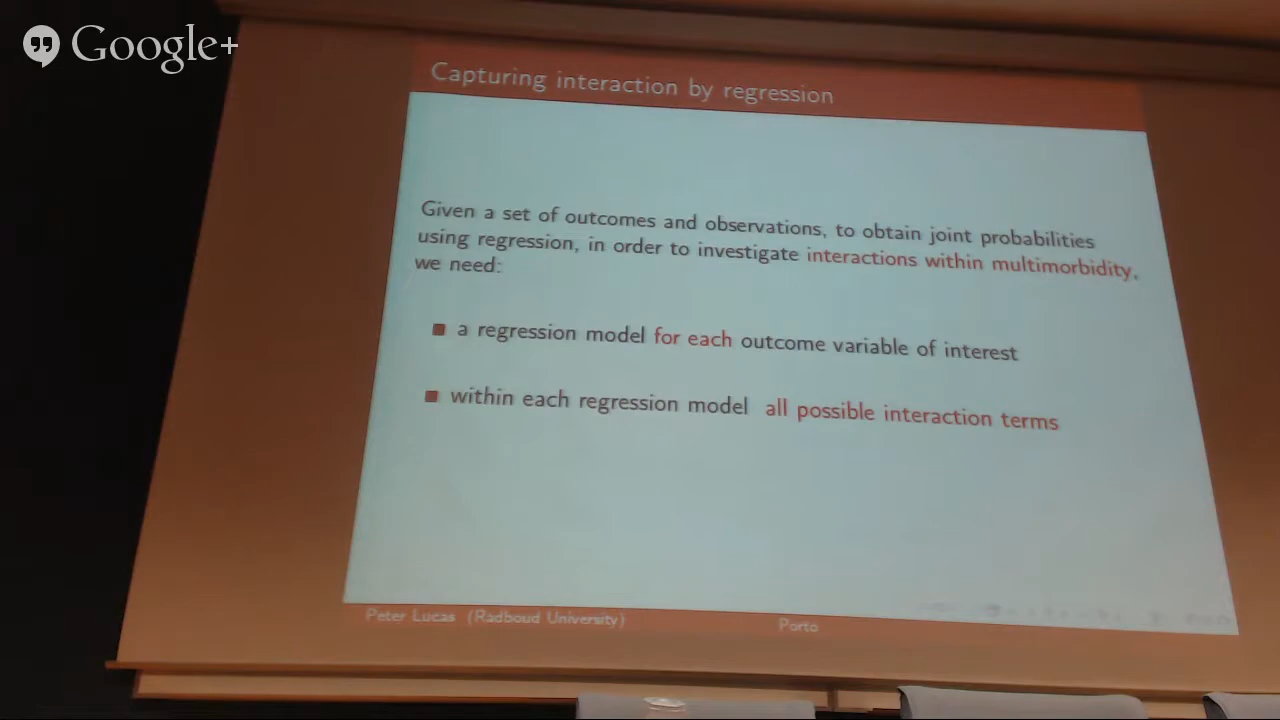 Google+
Capturing interaction by regression
Given a set of outcomes and observations, to obtain joint probabilities
using regression, in order to investigate interactions within multimorbidity,
we need:
a regression model for each outcome variable of interest
within each regression model all possible interaction terms
Peter Lucas (Radboud University)
Porto